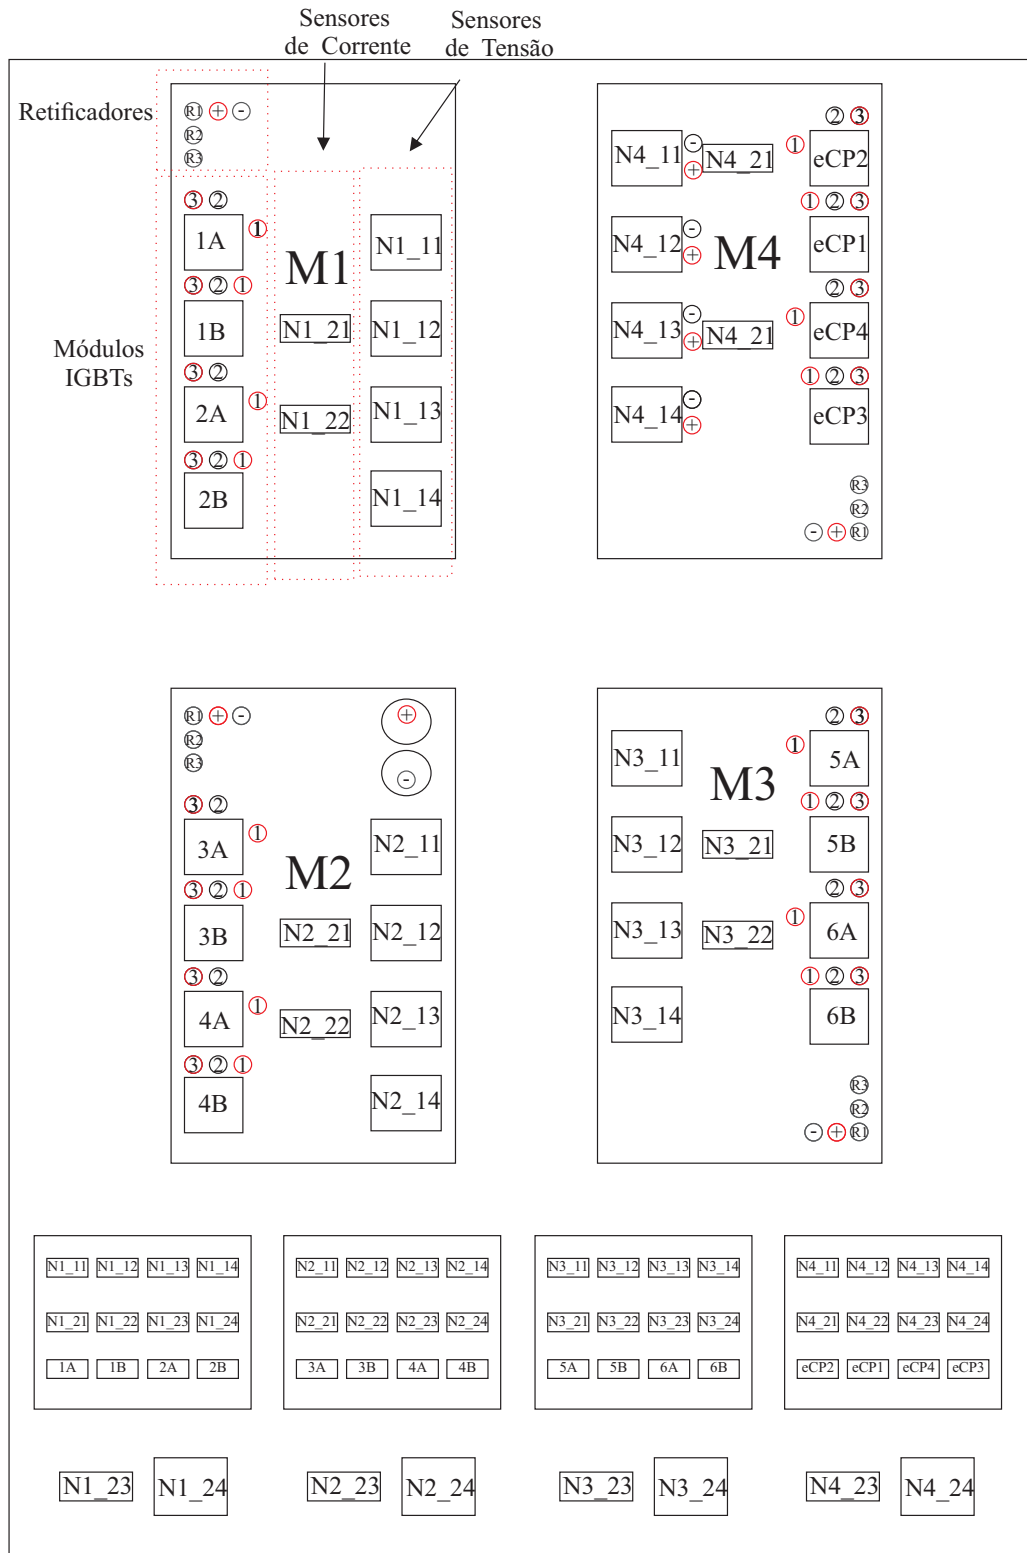 Sensores
de Corrente
Sensores
de Tensão
Retificadores
R1 + -
R2
R3
3 2
1A 1
3 2 1
1B
3 2
2A 1
3 2 1
2B
Módulos
IGBTs
M1
N1_21
N1_22
N1_11
N1_12
N1_13
N1_14
N4_11 - +
N4_12 - +
N4_13 - +
N4_14 - +
N4_21
M4
N4_21
2 3
1 eCP2
1 2 3
eCP1
2 3
1 eCP4
1 2 3
eCP3
R3
R2
- + R1
R1 + -
R2
R3
3 2
3A 1
3 2 1
3B
3 2
4A 1
3 2 1
4B
M2
N2_21
N2_22
+
-
N2_11
N2_12
N2_13
N2_14
N3_11
N3_12
N3_13
N3_14
M3
N3_21
N3_22
2 3
1 5A
1 2 3
5B
2 3
1 6A
1 2 3
6B
R3
R2
- + R1
N1_11 N1_12 N1_13 N1_14
N1_21 N1_22 N1_23 N1_24
1A 1B 2A 2B
N2_11 N2_12 N2_13 N2_14
N2_21 N2_22 N2_23 N2_24
3A 3B 4A 4B
N3_11 N3_12 N3_13 N3_14
N3_21 N3_22 N3_23 N3_24
5A 5B 6A 6B
N4_11 N4_12 N4_13 N4_14
N4_21 N4_22 N4_23 N4_24
eCP2 eCP1 eCP4 eCP3
N1_23 N1_24
N2_23 N2_24
N3_23 N3_24
N4_23 N4_24